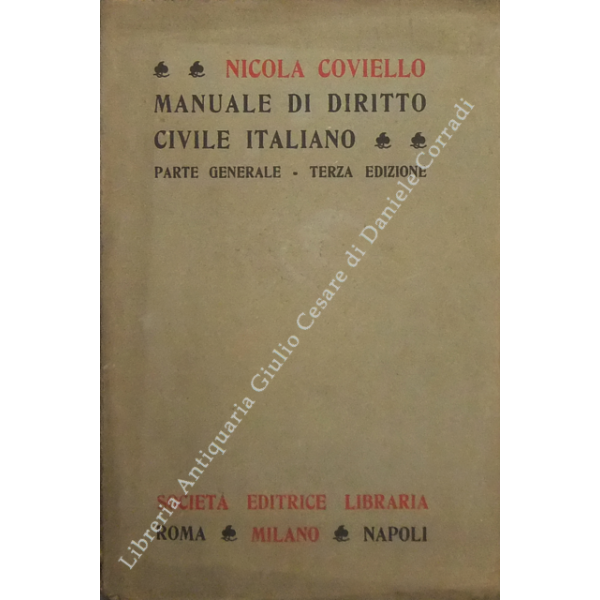 NICOLA COVIELLO
MANUALE DI DIRITTO
CIVILE ITALIANO
PARTE GENERALE - TERZA EDIZIONE
Libreria Antiquaria Giulio Cesare di Daniele Corradi
SOCIETÀ EDITRICE LIBRARIA
ROMA MILANO NAPOLI